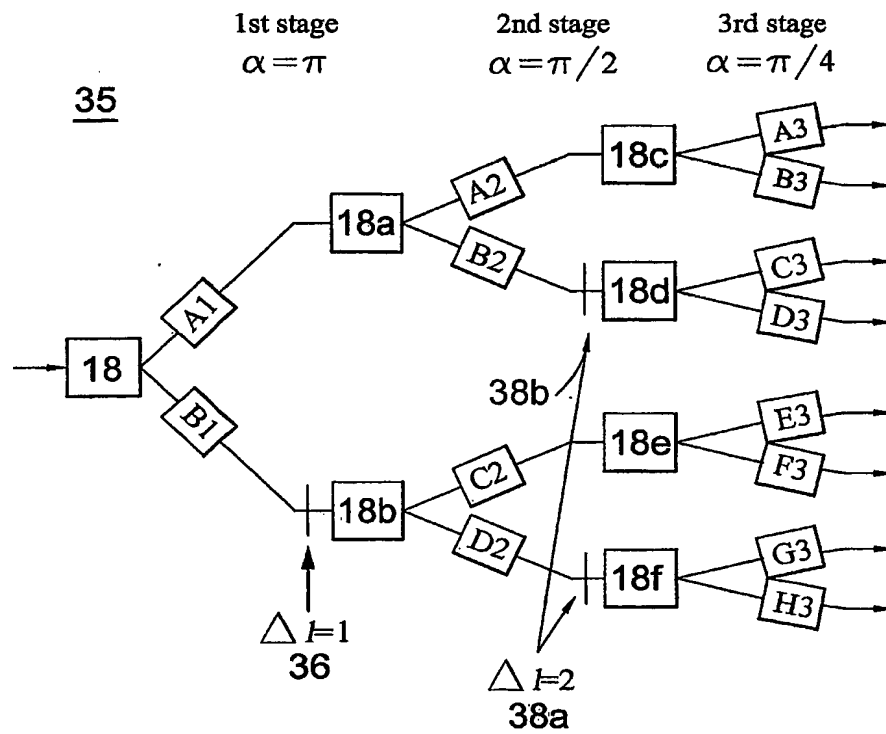 1st stage 2nd stage 3rd stage
α=π α=π/2 α=π/4
35
A3
18c
B3
A2
18a
B2
C3
18d
D3
A1
18
38b
B1
E3
18e
F3
C2
18b
D2
G3
18f
H3
△ l=1
36
△ l=2
38a